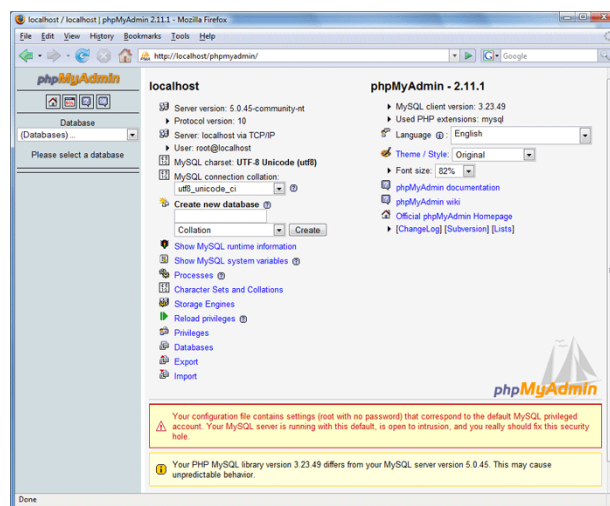 localhost / localhost | phpMyAdmin 2.11.1 - Mozilla Firefox
File Edit View History Bookmarks Tools Help
http://localhost/phpmyadmin/
Google
phpMyAdmin
Database
(Databases) ...
Please select a database
localhost
Server version: 5.0.45-community-nt
Protocol version: 10
Server: localhost via TCP/IP
User: root@localhost
MySQL charset: UTF-8 Unicode (utf8)
MySQL connection collation:
utf8_unicode_ci
Create new database
Collation
Create
Show MySQL runtime information
Show MySQL system variables
Processes
Character Sets and Collations
Storage Engines
Reload privileges
Privileges
Databases
Export
Import
phpMyAdmin - 2.11.1
MySQL client version: 3.23.49
Used PHP extensions: mysql
Language : English
Theme / Style: Original
Font size: 82%
phpMyAdmin documentation
phpMyAdmin wiki
Official phpMyAdmin Homepage
[ChangeLog] [Subversion] [Lists]
phpMyAdmin
Your configuration file contains settings (root with no password) that correspond to the default MySQL privileged
account. Your MySQL server is running with this default, is open to intrusion, and you really should fix this security
hole.
Your PHP MySQL library version 3.23.49 differs from your MySQL server version 5.0.45. This may cause
unpredictable behavior.
Done